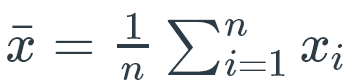 x̄ = 1/n ∑ᵢ₌₁ⁿ xᵢ